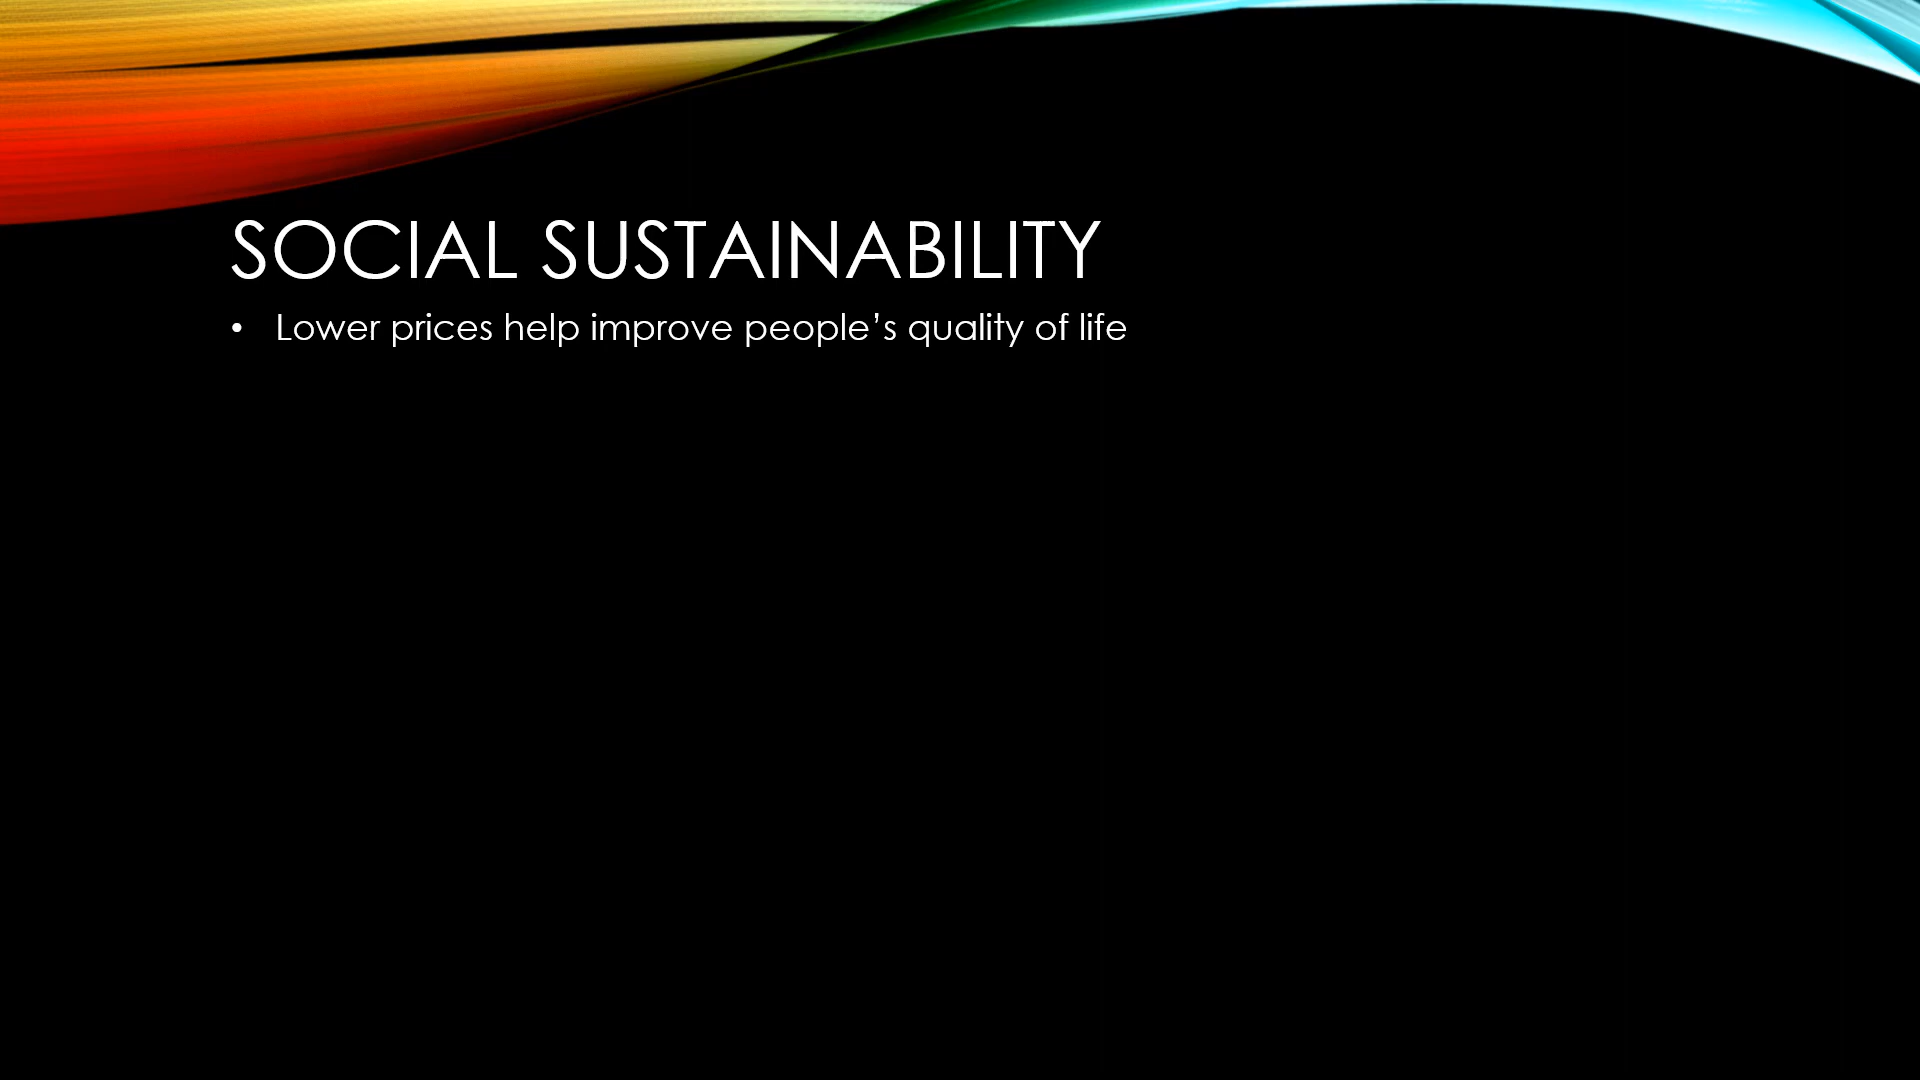 SOCIAL SUSTAINABILITY
• Lower prices help improve people’s quality of life